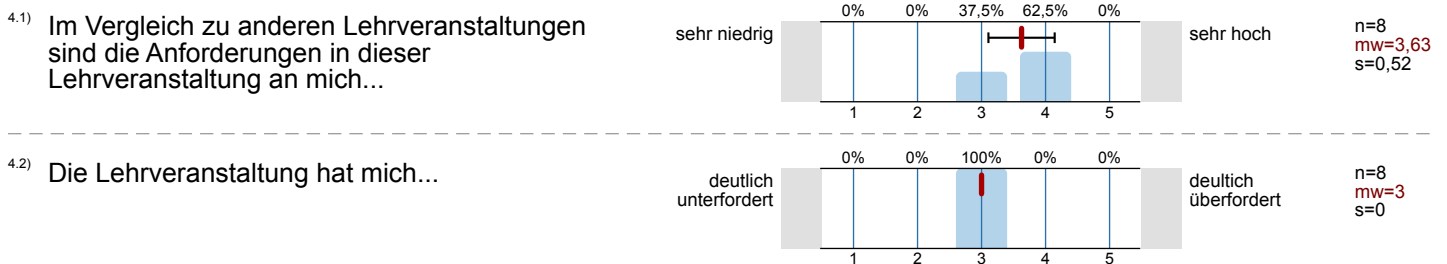 4.1) Im Vergleich zu anderen Lehrveranstaltungen
sind die Anforderungen in dieser
Lehrveranstaltung an mich...
0% 0% 37,5% 62,5% 0%
sehr niedrig
sehr hoch
1 2 3 4 5
n=8
mw=3,63
s=0,52
4.2) Die Lehrveranstaltung hat mich...
0% 0% 100% 0% 0%
deutlich
unterfordert
deultich
überfordert
1 2 3 4 5
n=8
mw=3
s=0